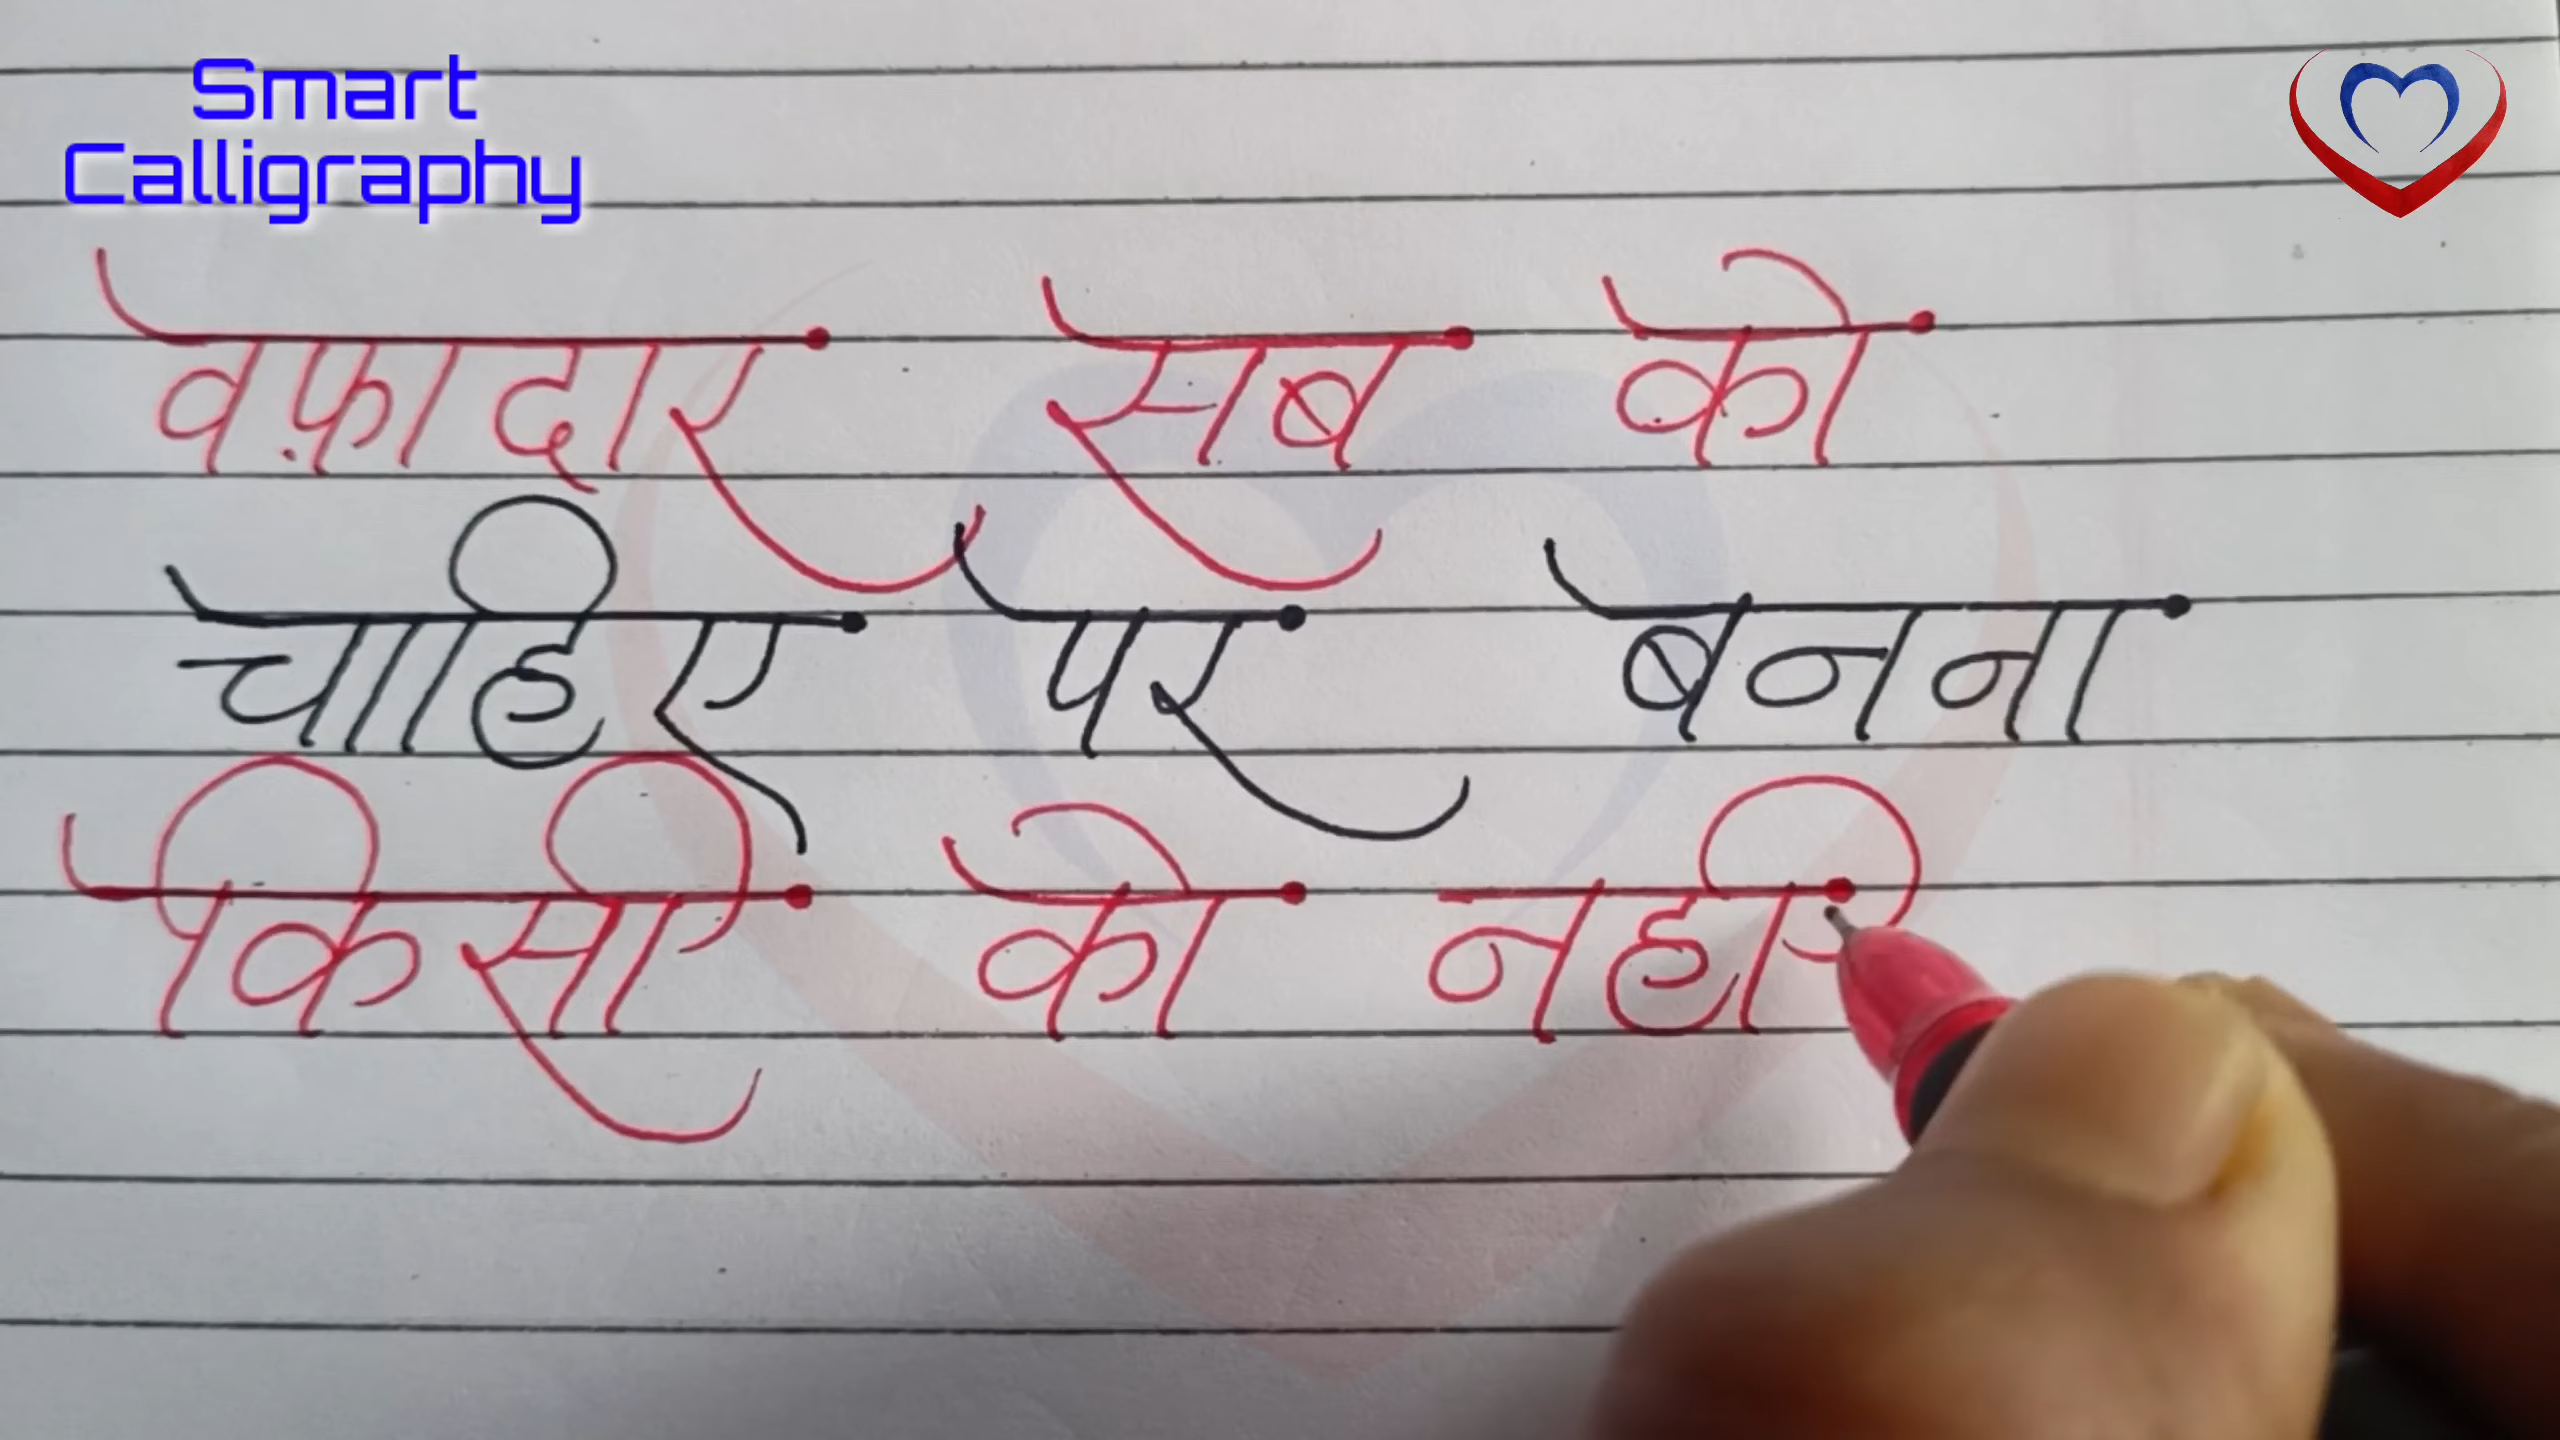 Smart
Calligraphy
वफ़ादार सब को
चाहिए पर बनना
किसी को नही